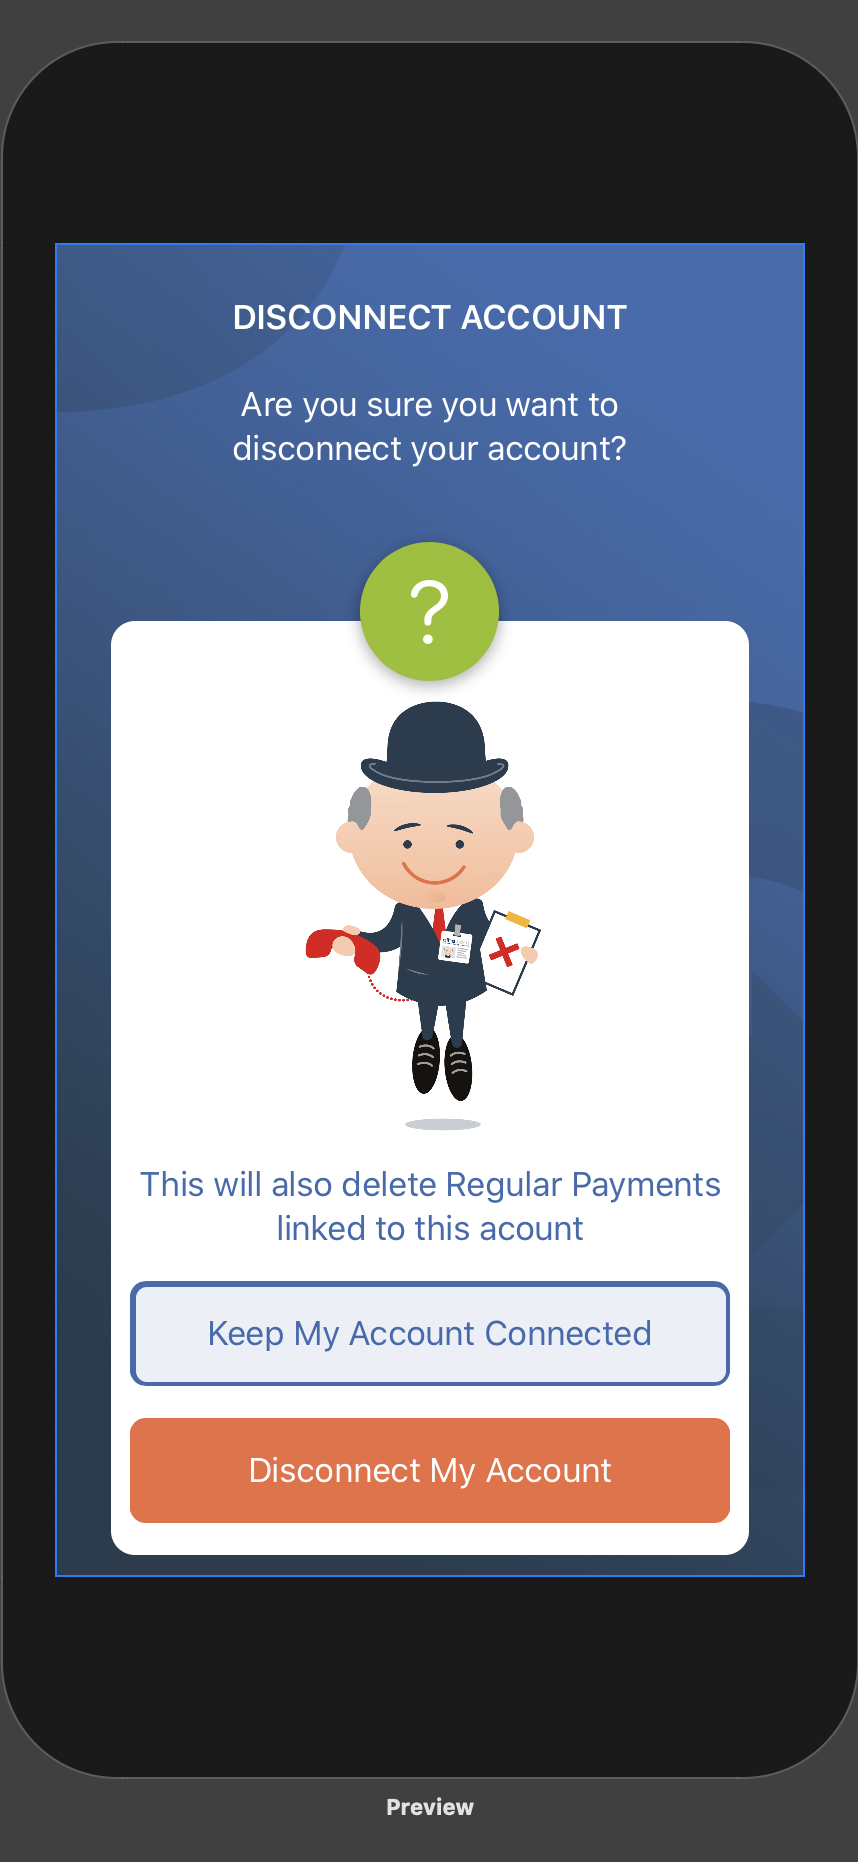 DISCONNECT ACCOUNT
Are you sure you want to
disconnect your account?
?
This will also delete Regular Payments
linked to this acount
Keep My Account Connected
Disconnect My Account
Preview